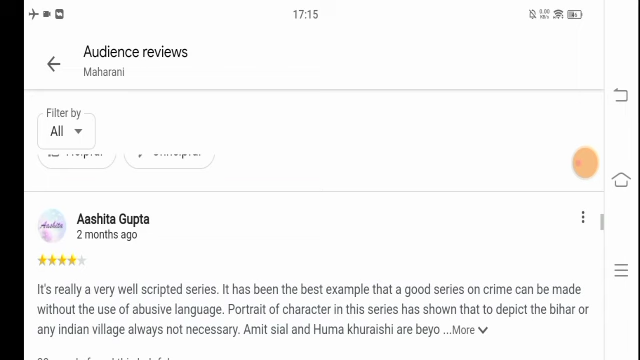 17:15
Audience reviews
Maharani
Filter by
All
Aashita Gupta
2 months ago
It's really a very well scripted series. It has been the best example that a good series on crime can be made
without the use of abusive language. Portrait of character in this series has shown that to depict the bihar or
any indian village always not necessary. Amit sial and Huma khuraishi are beyo ...More